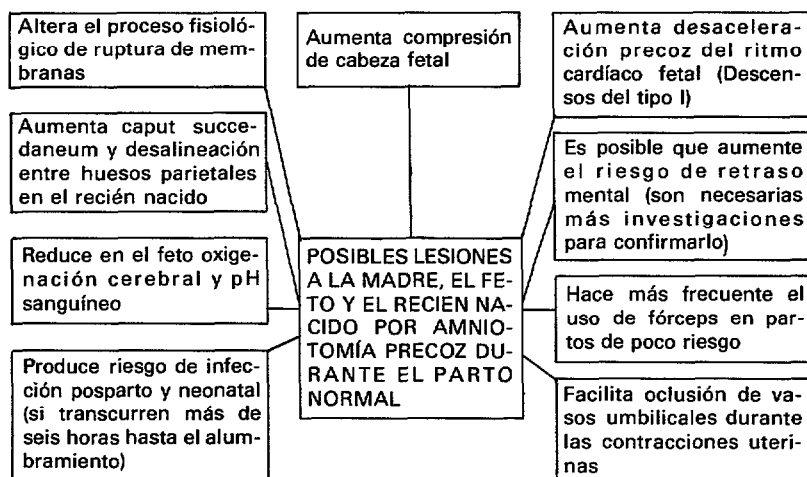 Altera el proceso fisioló-
gico de ruptura de mem-
branas
Aumenta compresión
de cabeza fetal
Aumenta desacelera-
ción precoz del ritmo
cardíaco fetal (Descen-
sos del tipo I)
Aumenta caput succe-
daneum y desalineación
entre huesos parietales
en el recién nacido
Es posible que aumente
el riesgo de retraso
mental (son necesarias
más investigaciones
para confirmarlo)
Reduce en el feto oxige-
nación cerebral y pH
sanguíneo
POSIBLES LESIONES
A LA MADRE, EL FE-
TO Y EL RECIEN NA-
CIDO POR AMNIO-
TOMÍA PRECOZ DU-
RANTE EL PARTO
NORMAL
Hace más frecuente el
uso de fórceps en par-
tos de poco riesgo
Produce riesgo de infec-
ción posparto y neonatal
(si transcurren más de
seis horas hasta el alum-
bramiento)
Facilita oclusión de va-
sos umbilicales durante
las contracciones uteri-
nas